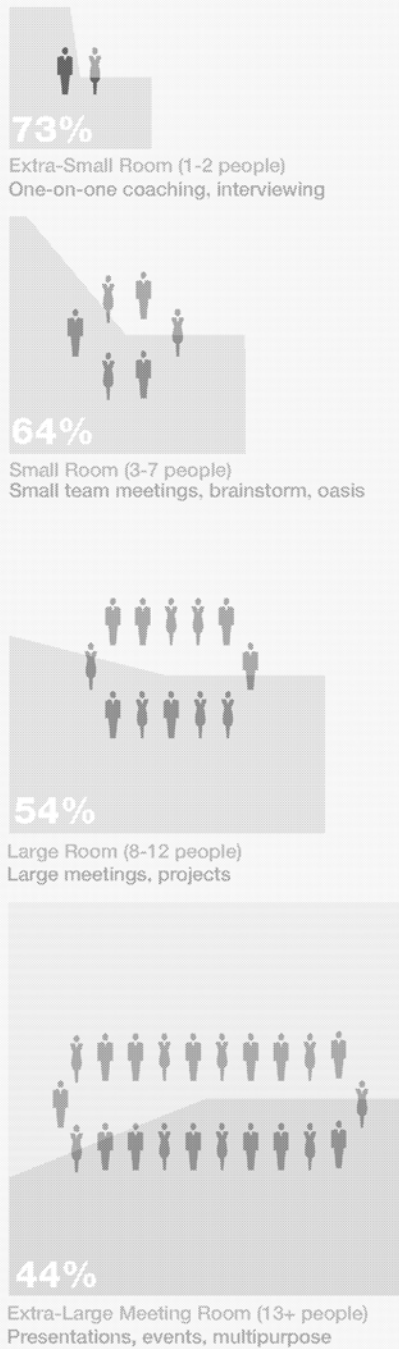 73%
Extra-Small Room (1-2 people)
One-on-one coaching, interviewing
64%
Small Room (3-7 people)
Small team meetings, brainstorm, oasis
54%
Large Room (8-12 people)
Large meetings, projects
44%
Extra-Large Meeting Room (13+ people)
Presentations, events, multipurpose